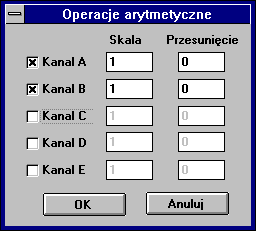 Operacje arytmetyczne
Skala Przesunięcie
Kanal A 1 0
Kanal B 1 0
Kanal C 1 0
Kanal D 1 0
Kanal E 1 0
OK Anuluj